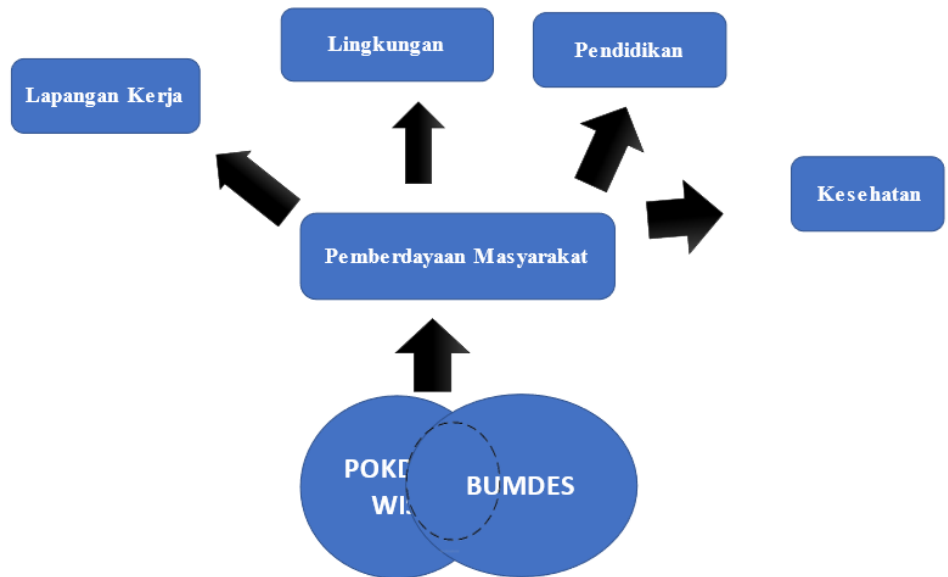 Lingkungan
Pendidikan
Lapangan Kerja
Kesehatan
Pemberdayaan Masyarakat
BUMDES